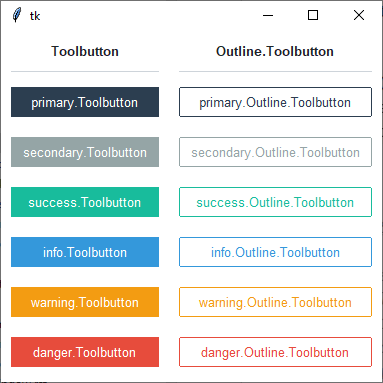 tk
Toolbutton Outline.Toolbutton
primary.Toolbutton primary.Outline.Toolbutton
secondary.Toolbutton secondary.Outline.Toolbutton
success.Toolbutton success.Outline.Toolbutton
info.Toolbutton info.Outline.Toolbutton
warning.Toolbutton warning.Outline.Toolbutton
danger.Toolbutton danger.Outline.Toolbutton